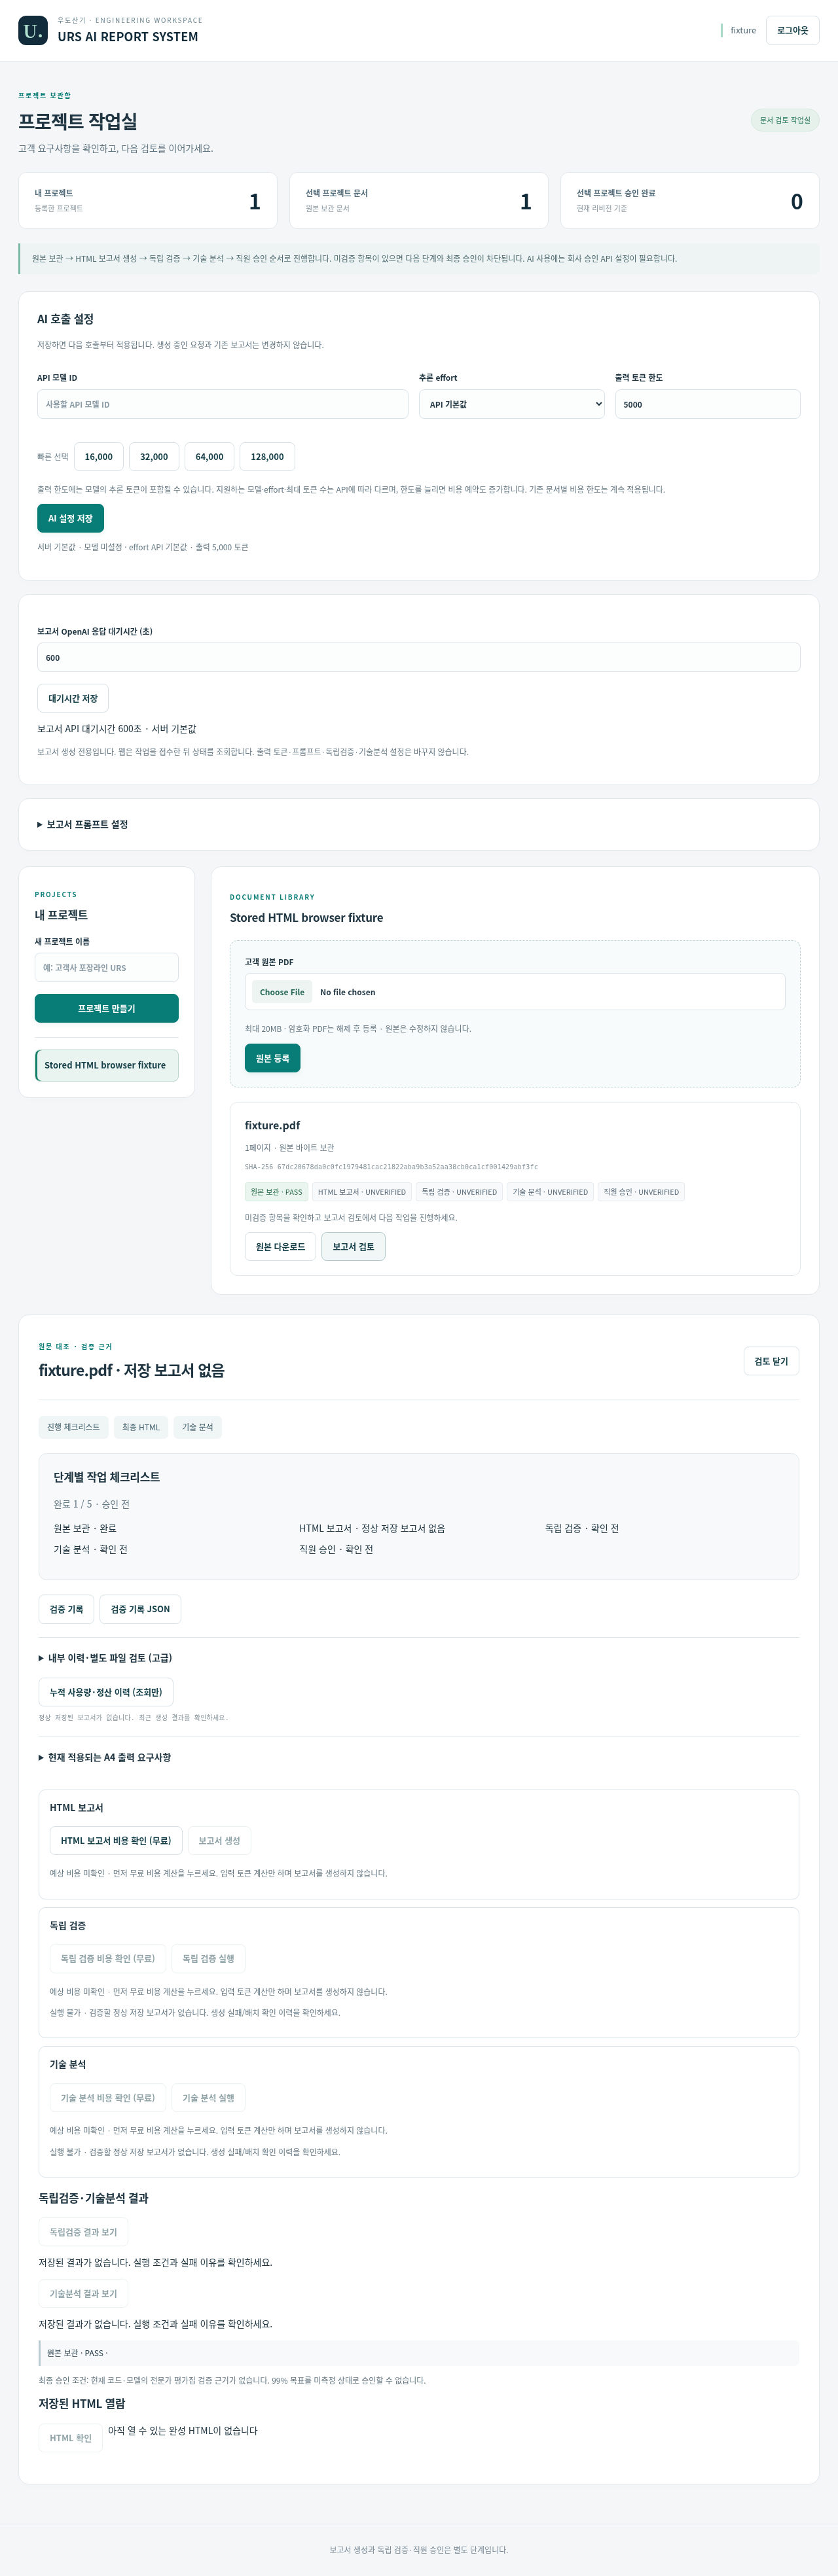 U.
우도산기 · ENGINEERING WORKSPACE
URS AI REPORT SYSTEM
fixture
로그아웃
프로젝트 보관함
프로젝트 작업실
문서 검토 작업실
고객 요구사항을 확인하고, 다음 검토를 이어가세요.
내 프로젝트
등록한 프로젝트
1
선택 프로젝트 문서
원본 보관 문서
1
선택 프로젝트 승인 완료
현재 리비전 기준
0
원본 보관 → HTML 보고서 생성 → 독립 검증 → 기술 분석 → 직원 승인 순서로 진행합니다. 미검증 항목이 있으면 다음 단계와 최종 승인이 차단됩니다. AI 사용에는 회사 승인 API 설정이 필요합니다.
AI 호출 설정
저장하면 다음 호출부터 적용됩니다. 생성 중인 요청과 기존 보고서는 변경하지 않습니다.
API 모델 ID
추론 effort
출력 토큰 한도
사용할 API 모델 ID
API 기본값
5000
빠른 선택
16,000
32,000
64,000
128,000
출력 한도에는 모델의 추론 토큰이 포함될 수 있습니다. 지원하는 모델·effort·최대 토큰 수는 API에 따라 다르며, 한도를 늘리면 비용 예약도 증가합니다. 기존 문서별 비용 한도는 계속 적용됩니다.
AI 설정 저장
서버 기본값 · 모델 미설정 · effort API 기본값 · 출력 5,000 토큰
보고서 OpenAI 응답 대기시간 (초)
600
대기시간 저장
보고서 API 대기시간 600초 · 서버 기본값
보고서 생성 전용입니다. 웹은 작업을 접수한 뒤 상태를 조회합니다. 출력 토큰·프롬프트·독립검증·기술분석 설정은 바꾸지 않습니다.
▶ 보고서 프롬프트 설정
PROJECTS
내 프로젝트
새 프로젝트 이름
예: 고객사 포장라인 URS
프로젝트 만들기
Stored HTML browser fixture
DOCUMENT LIBRARY
Stored HTML browser fixture
고객 원본 PDF
Choose File
No file chosen
최대 20MB · 암호화 PDF는 해제 후 등록 · 원본은 수정하지 않습니다.
원본 등록
fixture.pdf
1페이지 · 원본 바이트 보관
SHA-256 67dc20678da0c0fc1979481cac21822aba9b3a52aa38cb0ca1cf001429abf3fc
원본 보관 · PASS
HTML 보고서 · UNVERIFIED
독립 검증 · UNVERIFIED
기술 분석 · UNVERIFIED
직원 승인 · UNVERIFIED
미검증 항목을 확인하고 보고서 검토에서 다음 작업을 진행하세요.
원본 다운로드
보고서 검토
원문 대조 · 검증 근거
fixture.pdf · 저장 보고서 없음
검토 닫기
진행 체크리스트
최종 HTML
기술 분석
단계별 작업 체크리스트
완료 1 / 5 · 승인 전
원본 보관 · 완료
HTML 보고서 · 정상 저장 보고서 없음
독립 검증 · 확인 전
기술 분석 · 확인 전
직원 승인 · 확인 전
검증 기록
검증 기록 JSON
▶ 내부 이력·별도 파일 검토 (고급)
누적 사용량·정산 이력 (조회만)
정상 저장된 보고서가 없습니다. 최근 생성 결과를 확인하세요.
▶ 현재 적용되는 A4 출력 요구사항
HTML 보고서
HTML 보고서 비용 확인 (무료)
보고서 생성
예상 비용 미확인 · 먼저 무료 비용 계산을 누르세요. 입력 토큰 계산만 하며 보고서를 생성하지 않습니다.
독립 검증
독립 검증 비용 확인 (무료)
독립 검증 실행
예상 비용 미확인 · 먼저 무료 비용 계산을 누르세요. 입력 토큰 계산만 하며 보고서를 생성하지 않습니다.
실행 불가 · 검증할 정상 저장 보고서가 없습니다. 생성 실패/배치 확인 이력을 확인하세요.
기술 분석
기술 분석 비용 확인 (무료)
기술 분석 실행
예상 비용 미확인 · 먼저 무료 비용 계산을 누르세요. 입력 토큰 계산만 하며 보고서를 생성하지 않습니다.
실행 불가 · 검증할 정상 저장 보고서가 없습니다. 생성 실패/배치 확인 이력을 확인하세요.
독립검증·기술분석 결과
독립검증 결과 보기
저장된 결과가 없습니다. 실행 조건과 실패 이유를 확인하세요.
기술분석 결과 보기
저장된 결과가 없습니다. 실행 조건과 실패 이유를 확인하세요.
원본 보관 · PASS ·
최종 승인 조건: 현재 코드·모델의 전문가 평가집 검증 근거가 없습니다. 99% 목표를 미측정 상태로 승인할 수 없습니다.
저장된 HTML 열람
HTML 확인
아직 열 수 있는 완성 HTML이 없습니다
보고서 생성과 독립 검증·직원 승인은 별도 단계입니다.